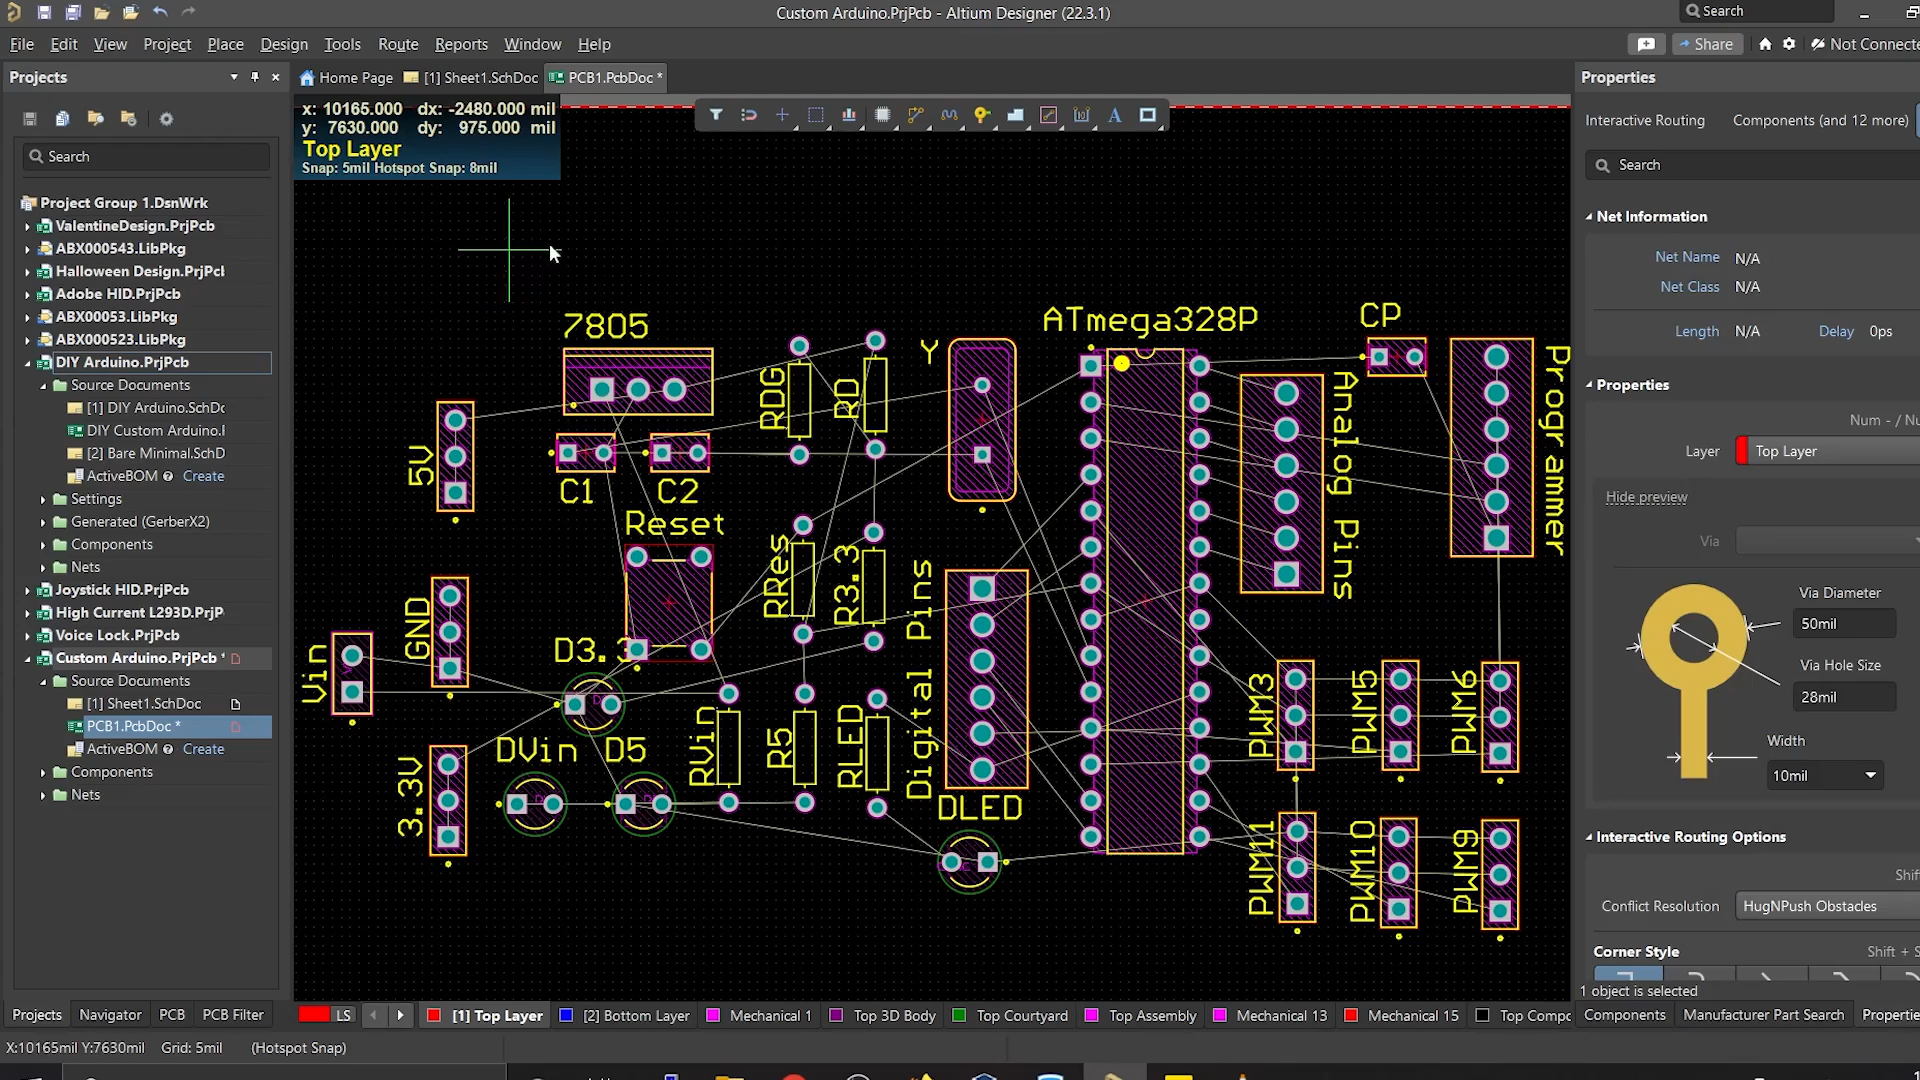 Custom Arduino.PrjPcb - Altium Designer (22.3.1)
Search
File Edit View Project Place Design Tools Route Reports Window Help
Share
Not Connecte
Projects
Home Page
[1] Sheet1.SchDoc
PCB1.PcbDoc *
Properties
x: 10165.000 dx: -2480.000 mil
y: 7630.000 dy: 975.000 mil
Top Layer
Snap: 5mil Hotspot Snap: 8mil
Interactive Routing
Components (and 12 more)
Search
Search
Project Group 1.DsnWrk
ValentineDesign.PrjPcb
ABX000543.LibPkg
Halloween Design.PrjPcl
Adobe HID.PrjPcb
ABX00053.LibPkg
ABX000523.LibPkg
DIY Arduino.PrjPcb
Source Documents
[1] DIY Arduino.SchDc
DIY Custom Arduino.I
[2] Bare Minimal.SchD
ActiveBOM Create
Settings
Generated (GerberX2)
Components
Nets
Joystick HID.PrjPcb
High Current L293D.PrjP
Voice Lock.PrjPcb
Custom Arduino.PrjPcb *
Source Documents
[1] Sheet1.SchDoc
PCB1.PcbDoc *
ActiveBOM Create
Components
Nets
7805
ATmega328P
CP
Y
RDG
RD
5V
C1
C2
Reset
Analog Pins
Programmer
RRes
R3.3
Digital Pins
GND
Vin
D3.3
3.3V
DVin
D5
RVin
R5
RLED
DLED
PWM3
PWM5
PWM6
PWM11
PWM10
PWM9
Net Information
Net Name N/A
Net Class N/A
Length N/A Delay 0ps
Properties
Num - / Nu
Layer Top Layer
Hide preview
Via
Via Diameter
50mil
Via Hole Size
28mil
Width
10mil
Interactive Routing Options
Shif
Conflict Resolution HugNPush Obstacles
Corner Style Shift + S
1 object is selected
Projects Navigator PCB PCB Filter
LS
[1] Top Layer
[2] Bottom Layer
Mechanical 1
Top 3D Body
Top Courtyard
Top Assembly
Mechanical 13
Mechanical 15
Top Compo
Components Manufacturer Part Search Propertie
X:10165mil Y:7630mil Grid: 5mil (Hotspot Snap)